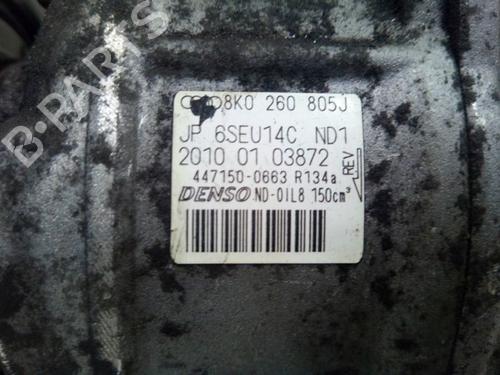 8K0 260 805J
JP 6SEU14C ND1
2010 01 03872
447150-0663 R134a
DENSO ND-OIL8 150cm³
REV
B-PARTS